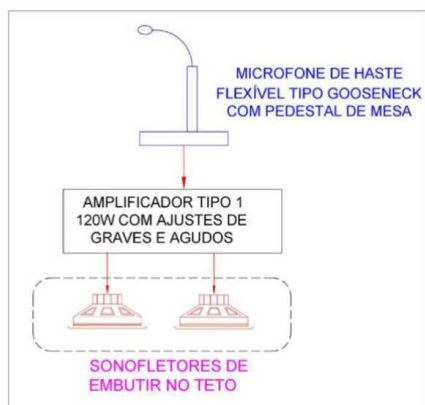 MICROFONE DE HASTE
FLEXÍVEL TIPO GOOSENECK
COM PEDESTAL DE MESA
AMPLIFICADOR TIPO 1
120W COM AJUSTES DE
GRAVES E AGUDOS
SONOFLETORES DE
EMBUTIR NO TETO